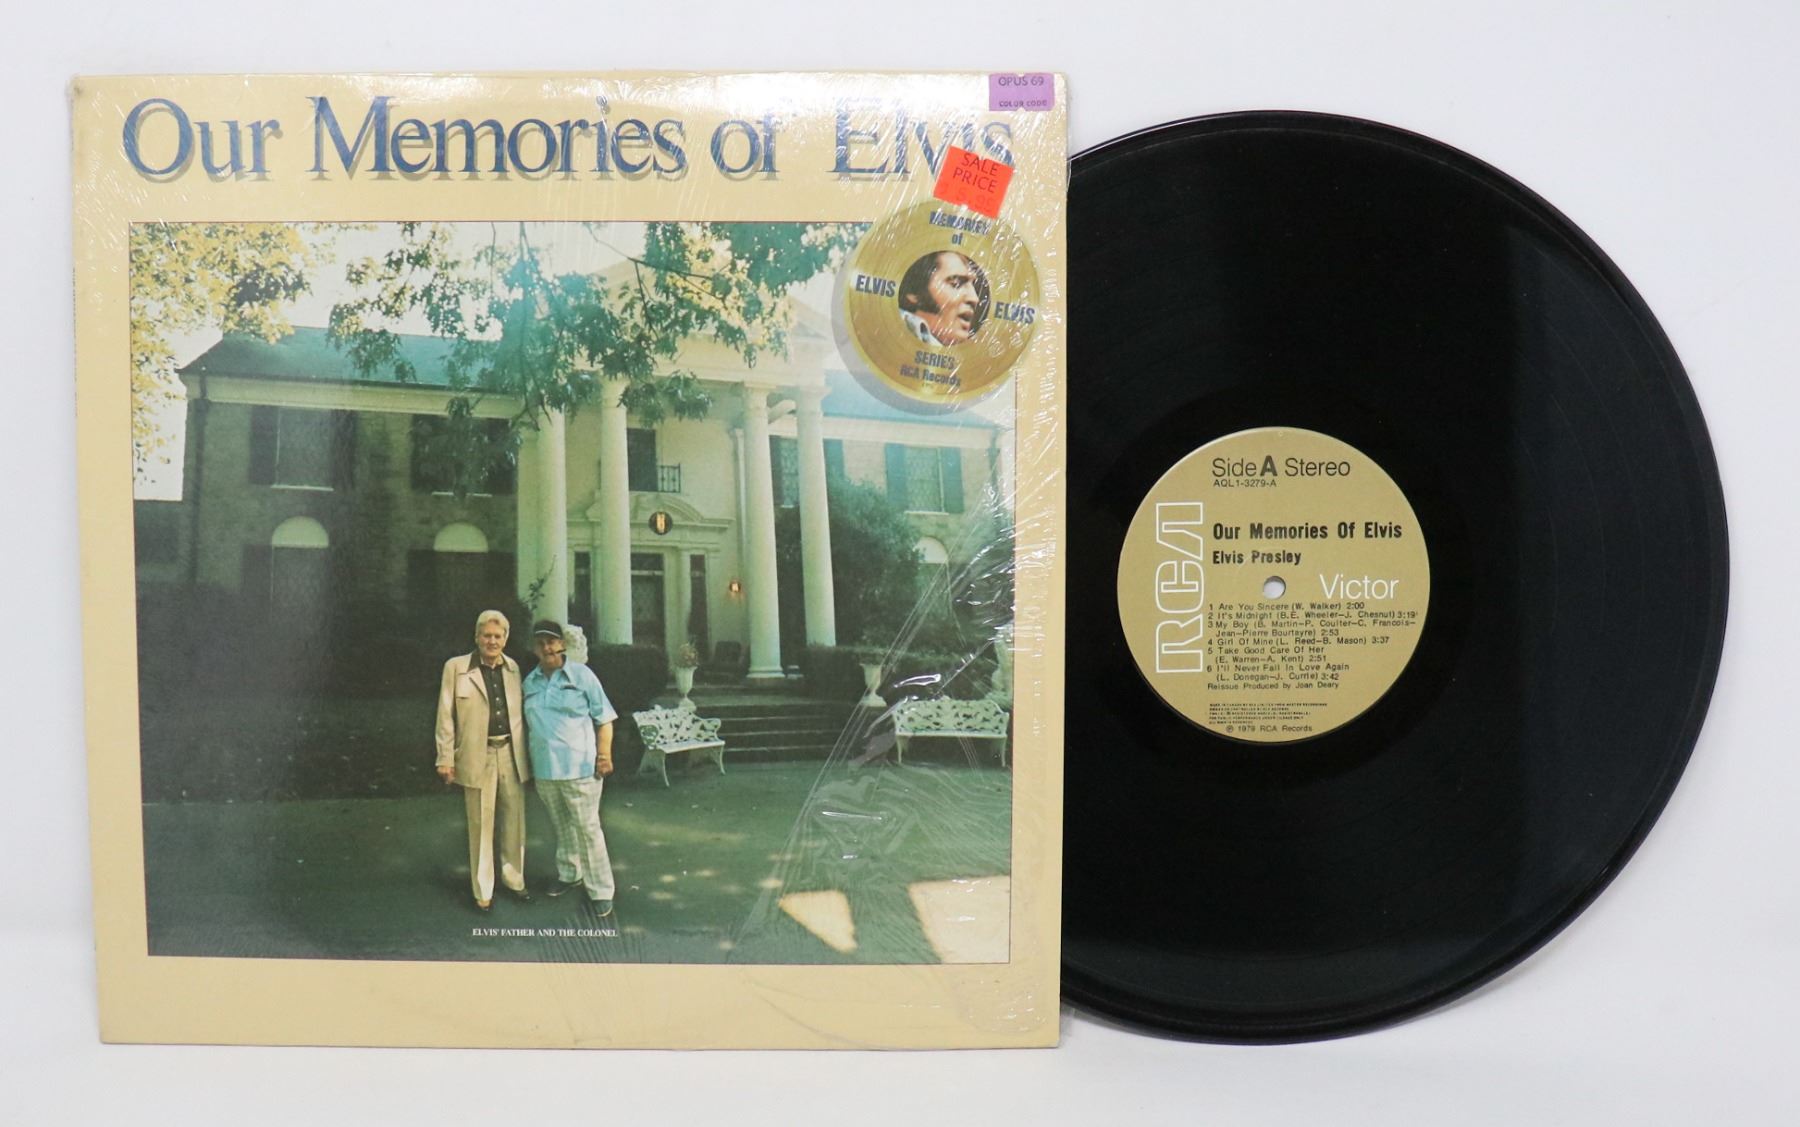 Our Memories of Elvis
OPUS 69
COLOR CODE
SALE
PRICE
MEMORIES
of
ELVIS ELVIS
SERIES
RCA Records
ELVIS' FATHER AND THE COLONEL
Side A Stereo
AQL1-3279-A
RCA
Our Memories Of Elvis
Elvis Presley
Victor
1 Are You Sincere (W. Walker) 2:00
2 It's Midnight (B.E. Wheeler–J. Chesnut) 3:19
3 My Boy (B. Martin–P. Coulter–C. Francois–
Jean–Pierre Bourtayre) 2:53
4 Girl Of Mine (L. Reed–B. Mason) 3:37
5 Take Good Care Of Her
(E. Warren–A. Kent) 2:51
6 I'll Never Fall In Love Again
(L. Donegan–J. Currie) 3:42
Reissue Produced by Joan Deary
℗ 1979 RCA Records